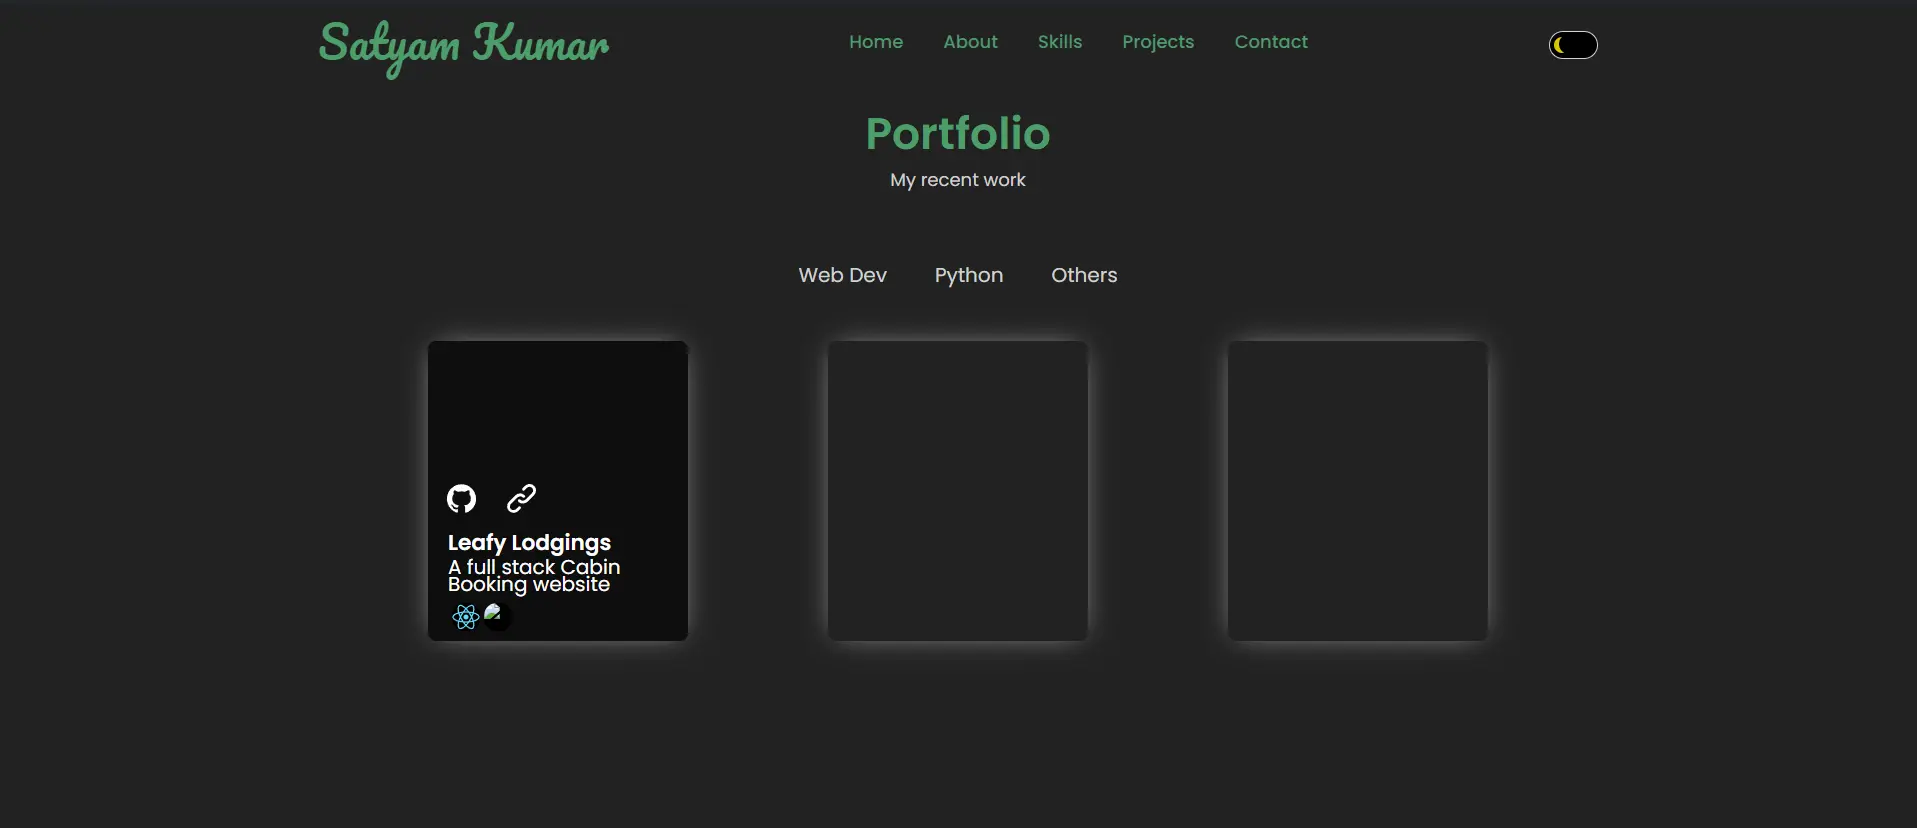 Satyam Kumar
Home About Skills Projects Contact
Portfolio
My recent work
Web Dev Python Others
Leafy Lodgings
A full stack Cabin
Booking website